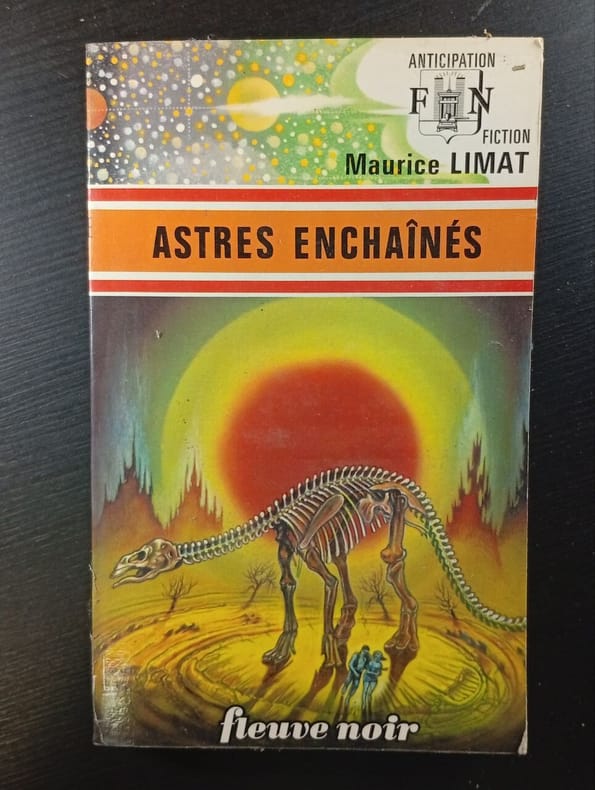 ANTICIPATION
F N
FICTION
Maurice LIMAT
ASTRES ENCHAÎNÉS
fleuve noir